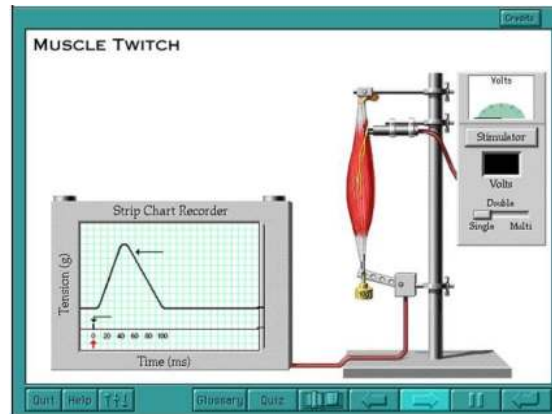 Credits
MUSCLE TWITCH
Volts
Stimulator
Volts
Double
Single Multi
Strip Chart Recorder
Tension (g)
0 20 40 60 80 100
Time (ms)
Quit Help Glossary Quiz